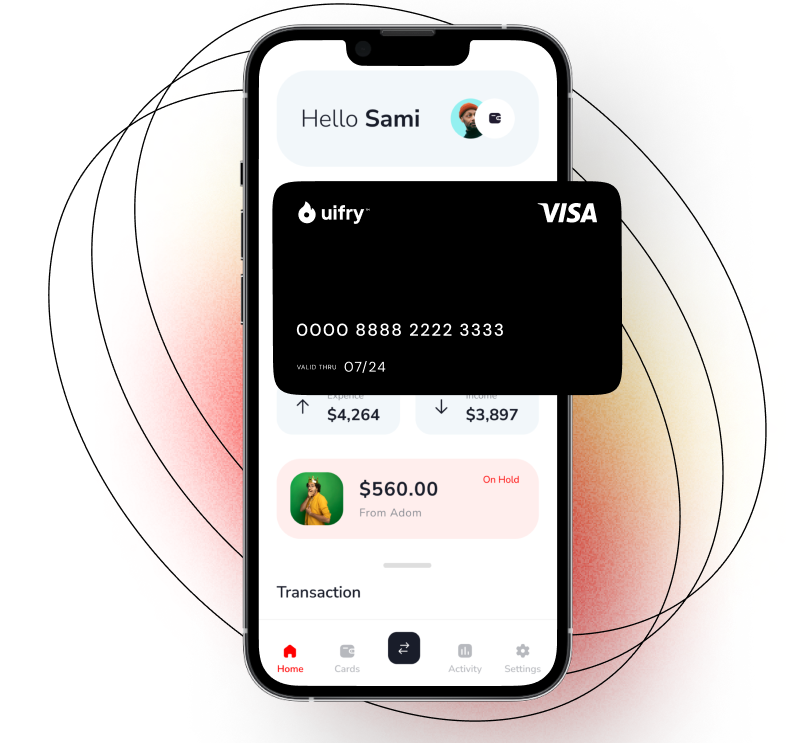 Hello Sami
uifry™
VISA
0000 8888 2222 3333
VALID THRU 07/24
Expence
$4,264
Income
$3,897
$560.00
On Hold
From Adom
Transaction
Home
Cards
Activity
Settings